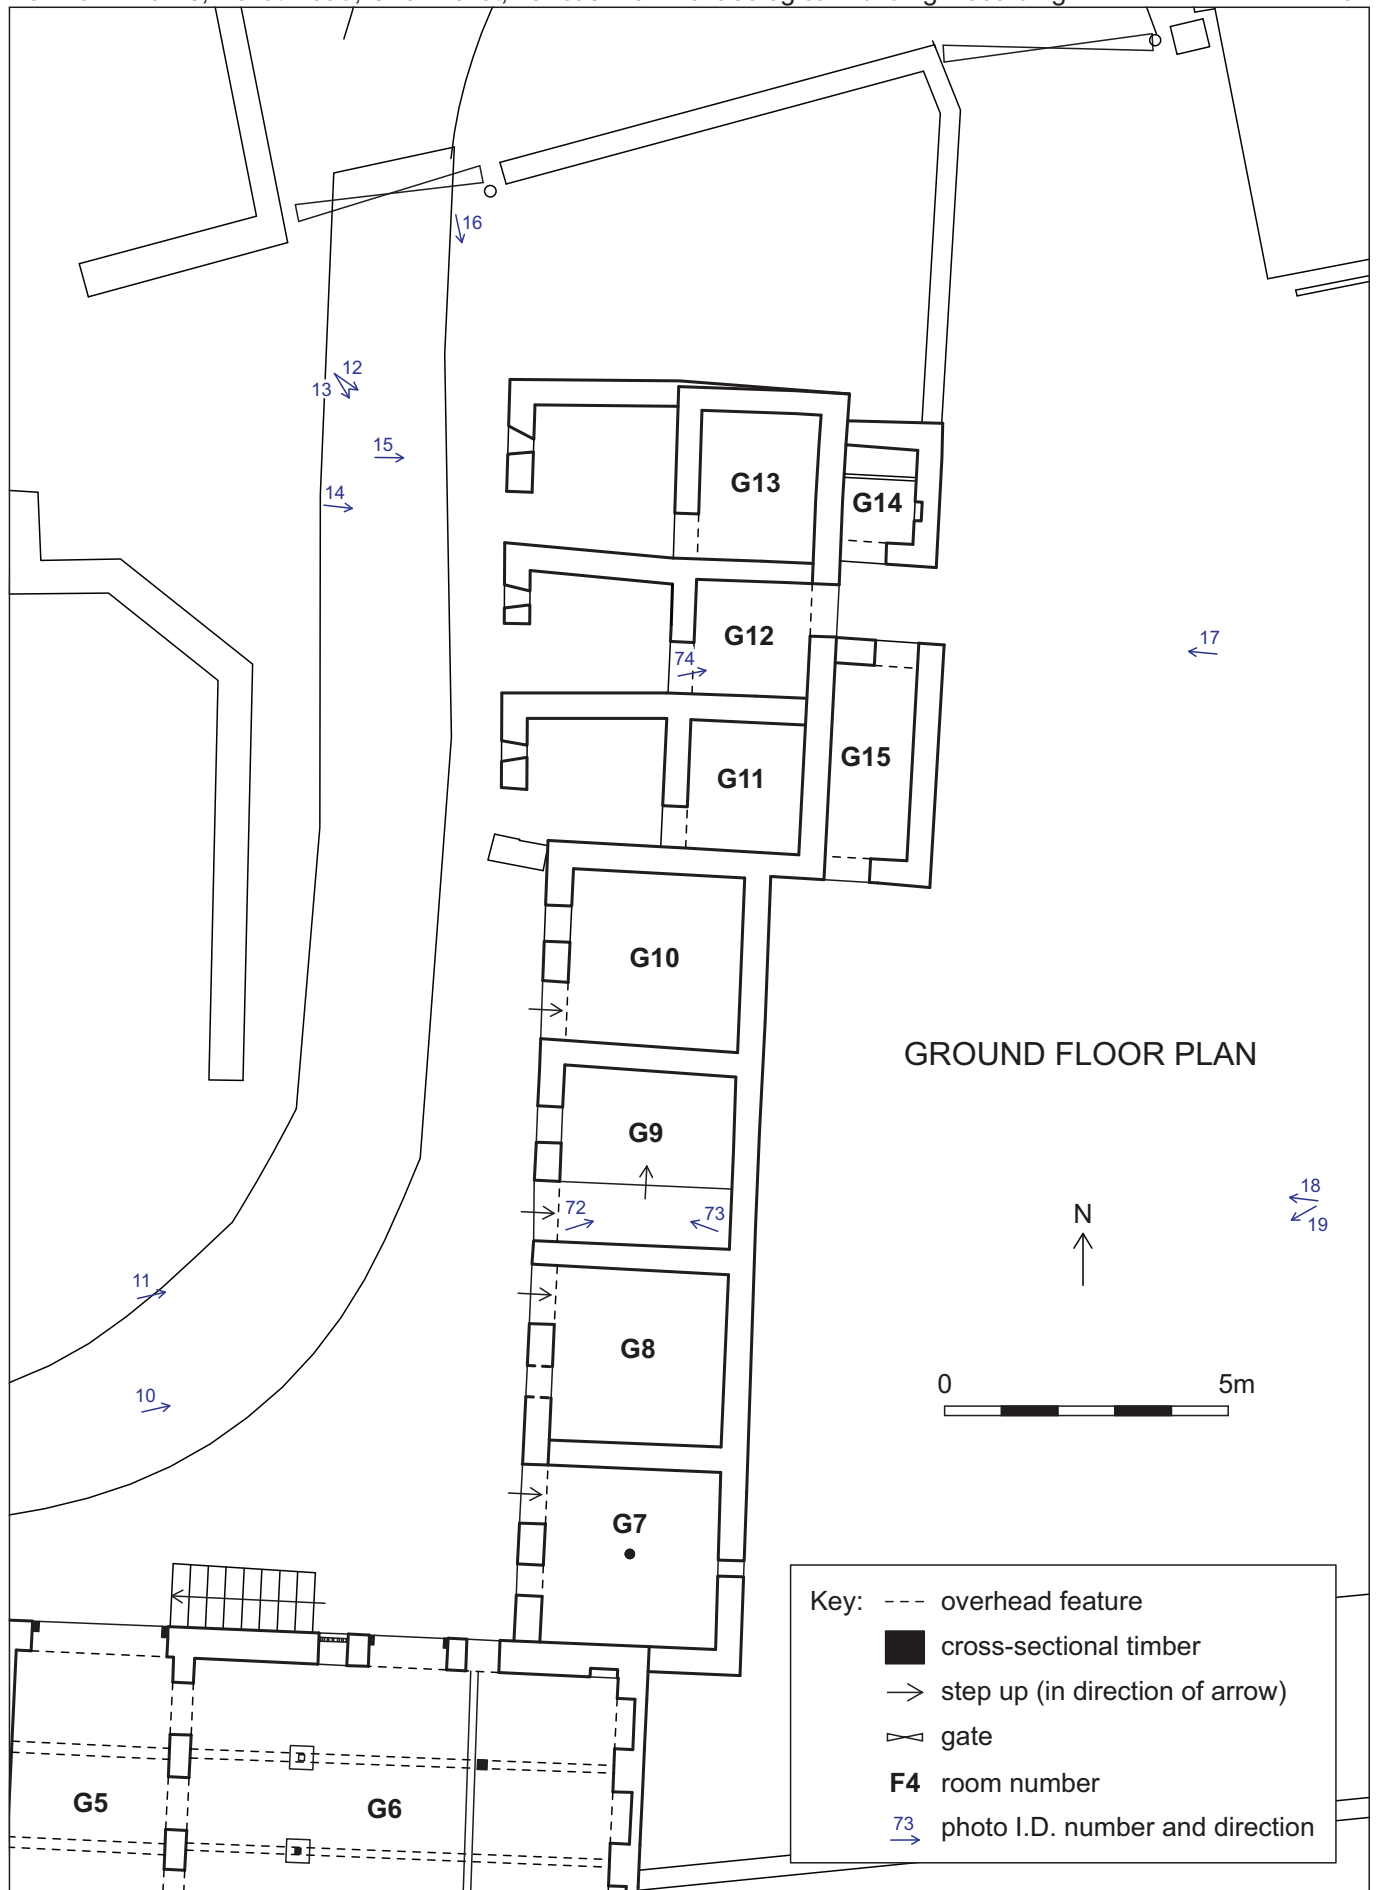 16
12
13
15
14
G13
G14
G12
17
74
G15
G11
G10
GROUND FLOOR PLAN
G9
72
73
18
19
N
11
G8
0 5m
10
G7
Key: overhead feature
cross-sectional timber
step up (in direction of arrow)
gate
F4 room number
73 photo I.D. number and direction
G5
G6